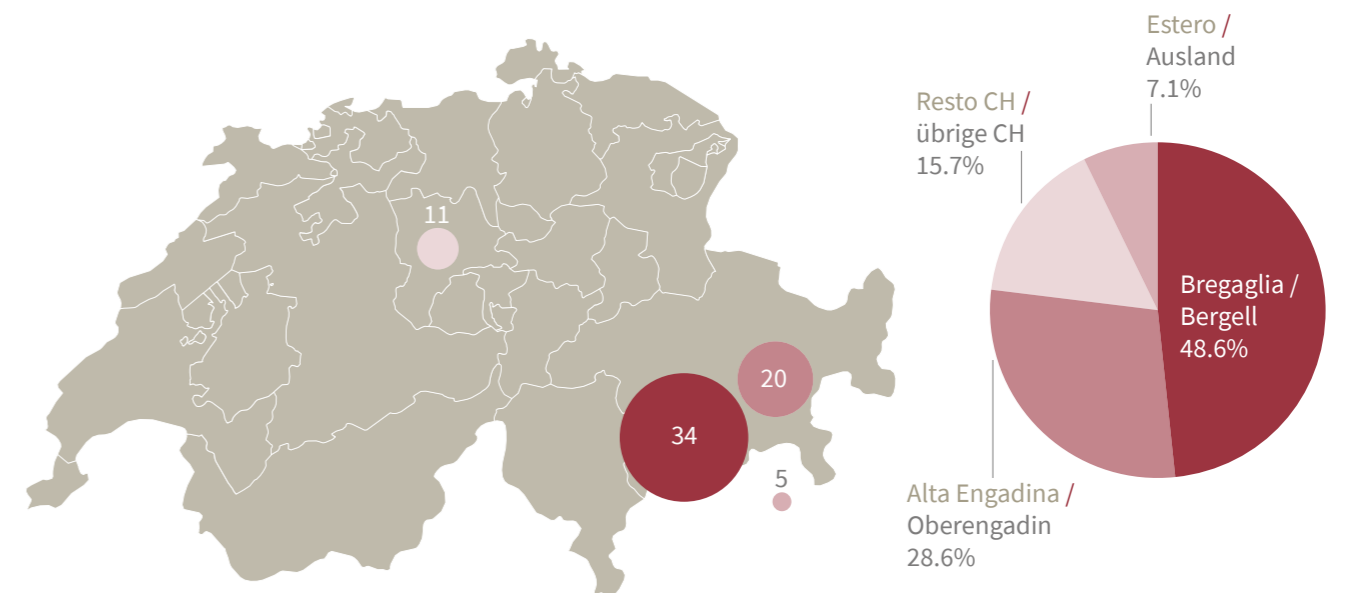 11
20
34
5
Estero /
Ausland
7.1%
Resto CH /
übrige CH
15.7%
Bregaglia /
Bergell
48.6%
Alta Engadina /
Oberengadin
28.6%